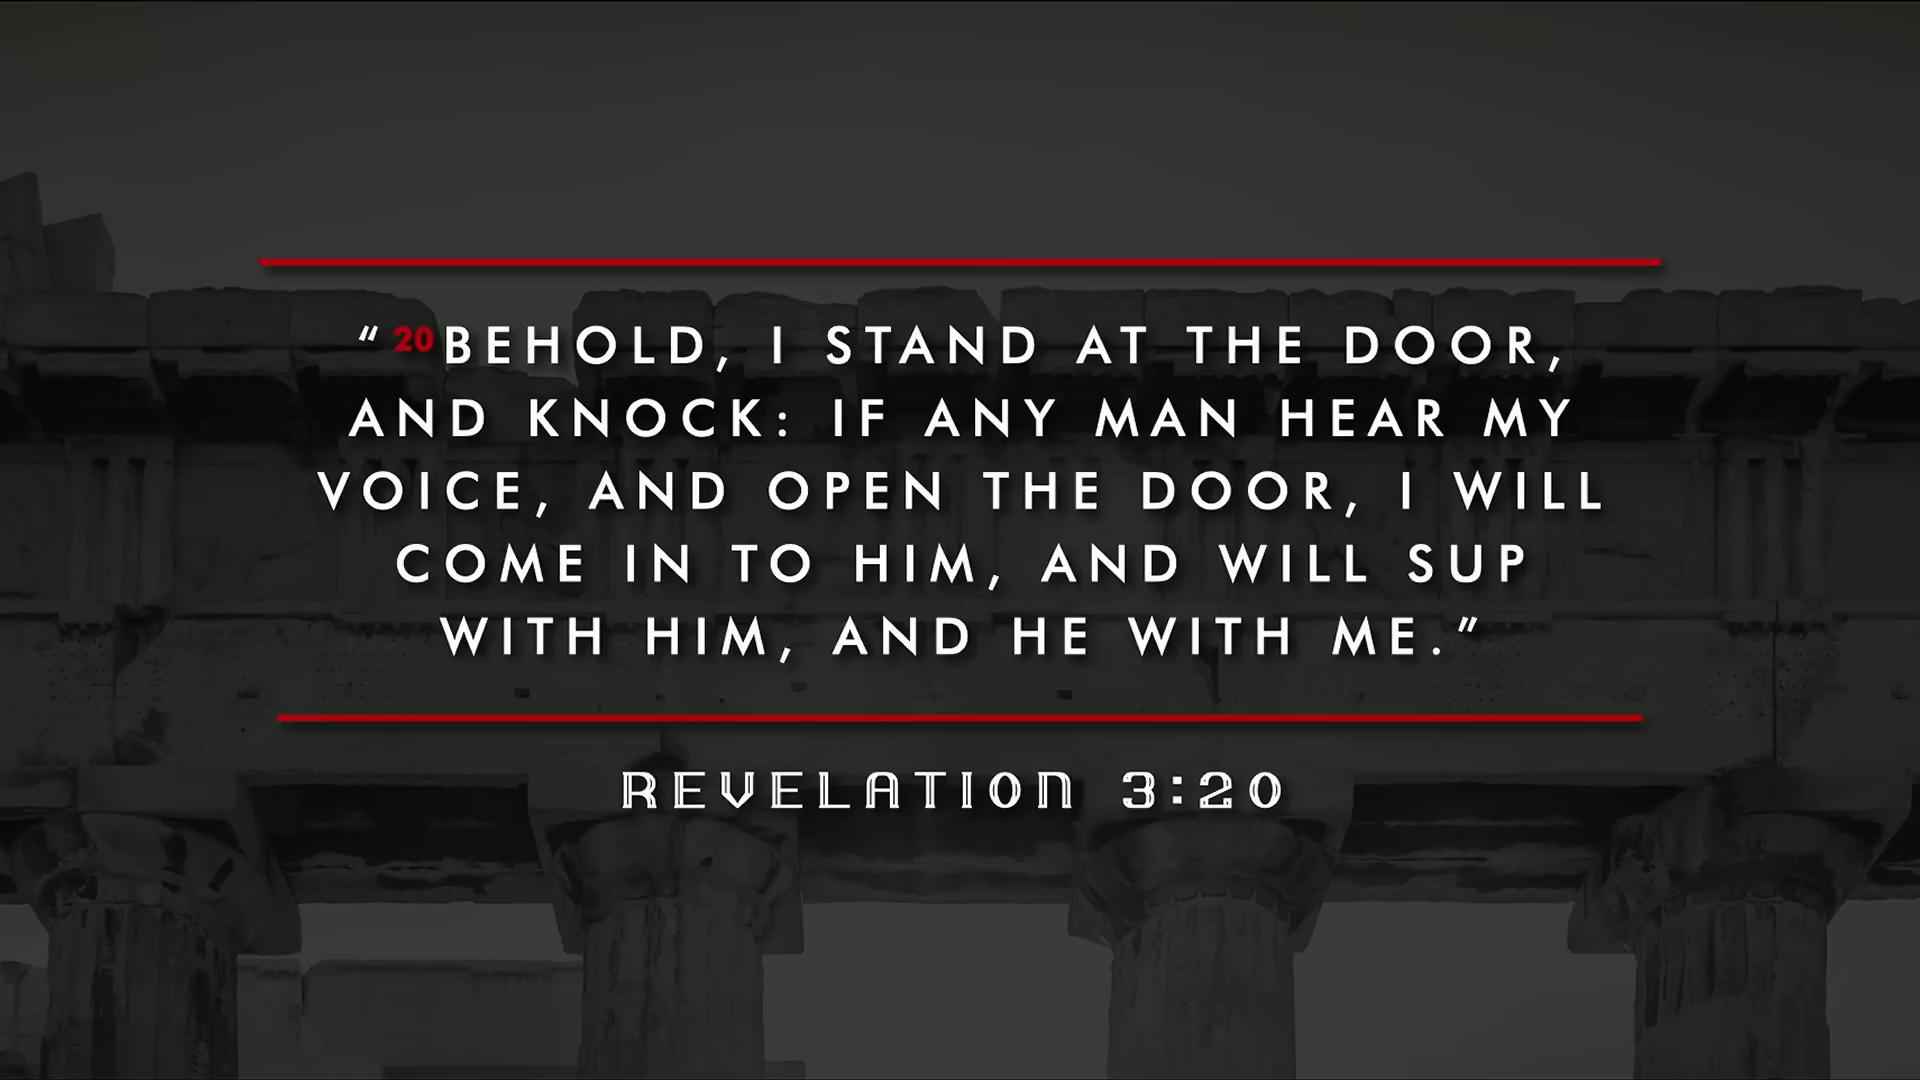 “20BEHOLD, I STAND AT THE DOOR,
AND KNOCK: IF ANY MAN HEAR MY
VOICE, AND OPEN THE DOOR, I WILL
COME IN TO HIM, AND WILL SUP
WITH HIM, AND HE WITH ME.”
REVELATION 3:20